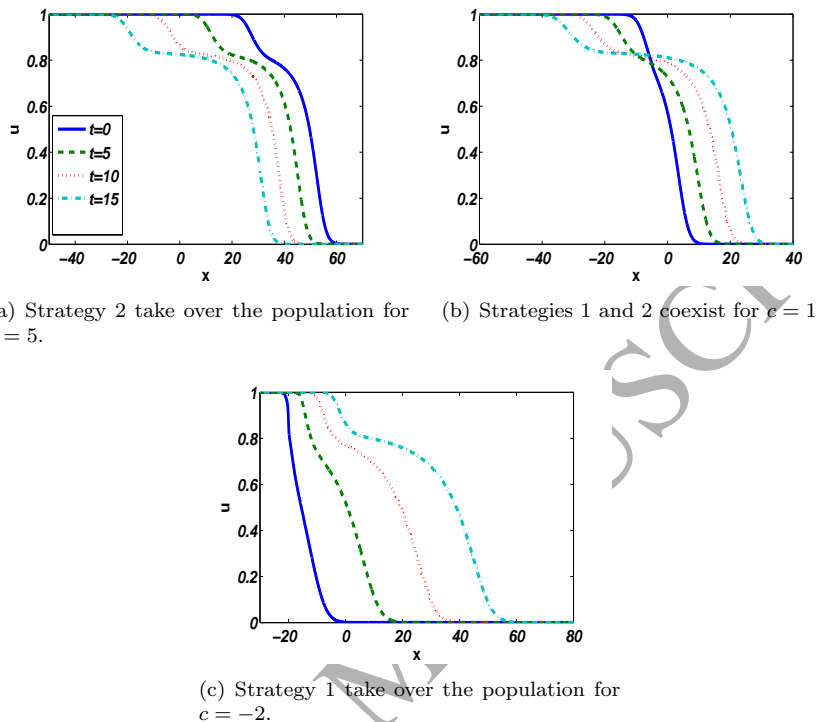 1
0.8
0.6
0.4
0.2
0
u
t=0
t=5
t=10
t=15
−40 −20 0 20 40 60
x
1
0.8
0.6
0.4
0.2
0
u
−60 −40 −20 0 20 40
x
) Strategy 2 take over the population for
= 5.
(b) Strategies 1 and 2 coexist for c = 1
1
0.8
0.6
0.4
0.2
0
u
−20 0 20 40 60 80
x
(c) Strategy 1 take over the population for
c = −2.